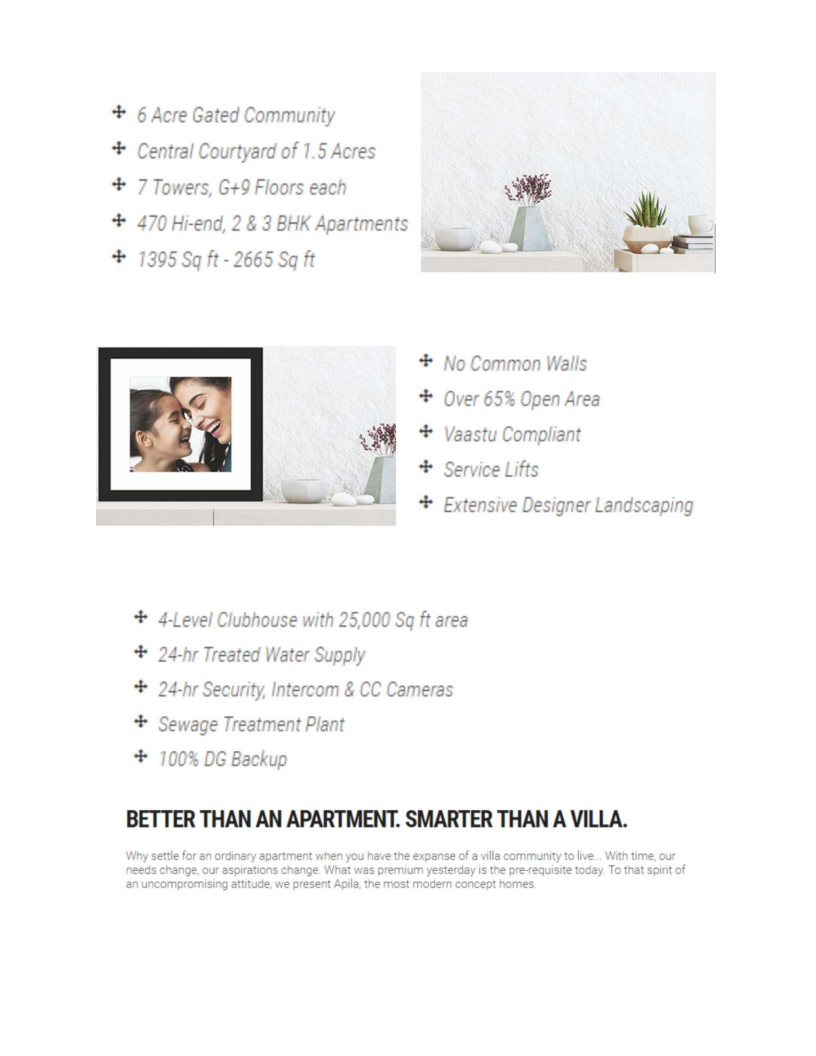 6 Acre Gated Community
Central Courtyard of 1.5 Acres
7 Towers, G+9 Floors each
470 Hi-end, 2 & 3 BHK Apartments
1395 Sq ft - 2665 Sq ft
No Common Walls
Over 65% Open Area
Vaastu Compliant
Service Lifts
Extensive Designer Landscaping
4-Level Clubhouse with 25,000 Sq ft area
24-hr Treated Water Supply
24-hr Security, Intercom & CC Cameras
Sewage Treatment Plant
100% DG Backup
BETTER THAN AN APARTMENT. SMARTER THAN A VILLA.
Why settle for an ordinary apartment when you have the expanse of a villa community to live... With time, our
needs change, our aspirations change. What was premium yesterday is the pre-requisite today. To that spirit of
an uncompromising attitude, we present Apila, the most modern concept homes.